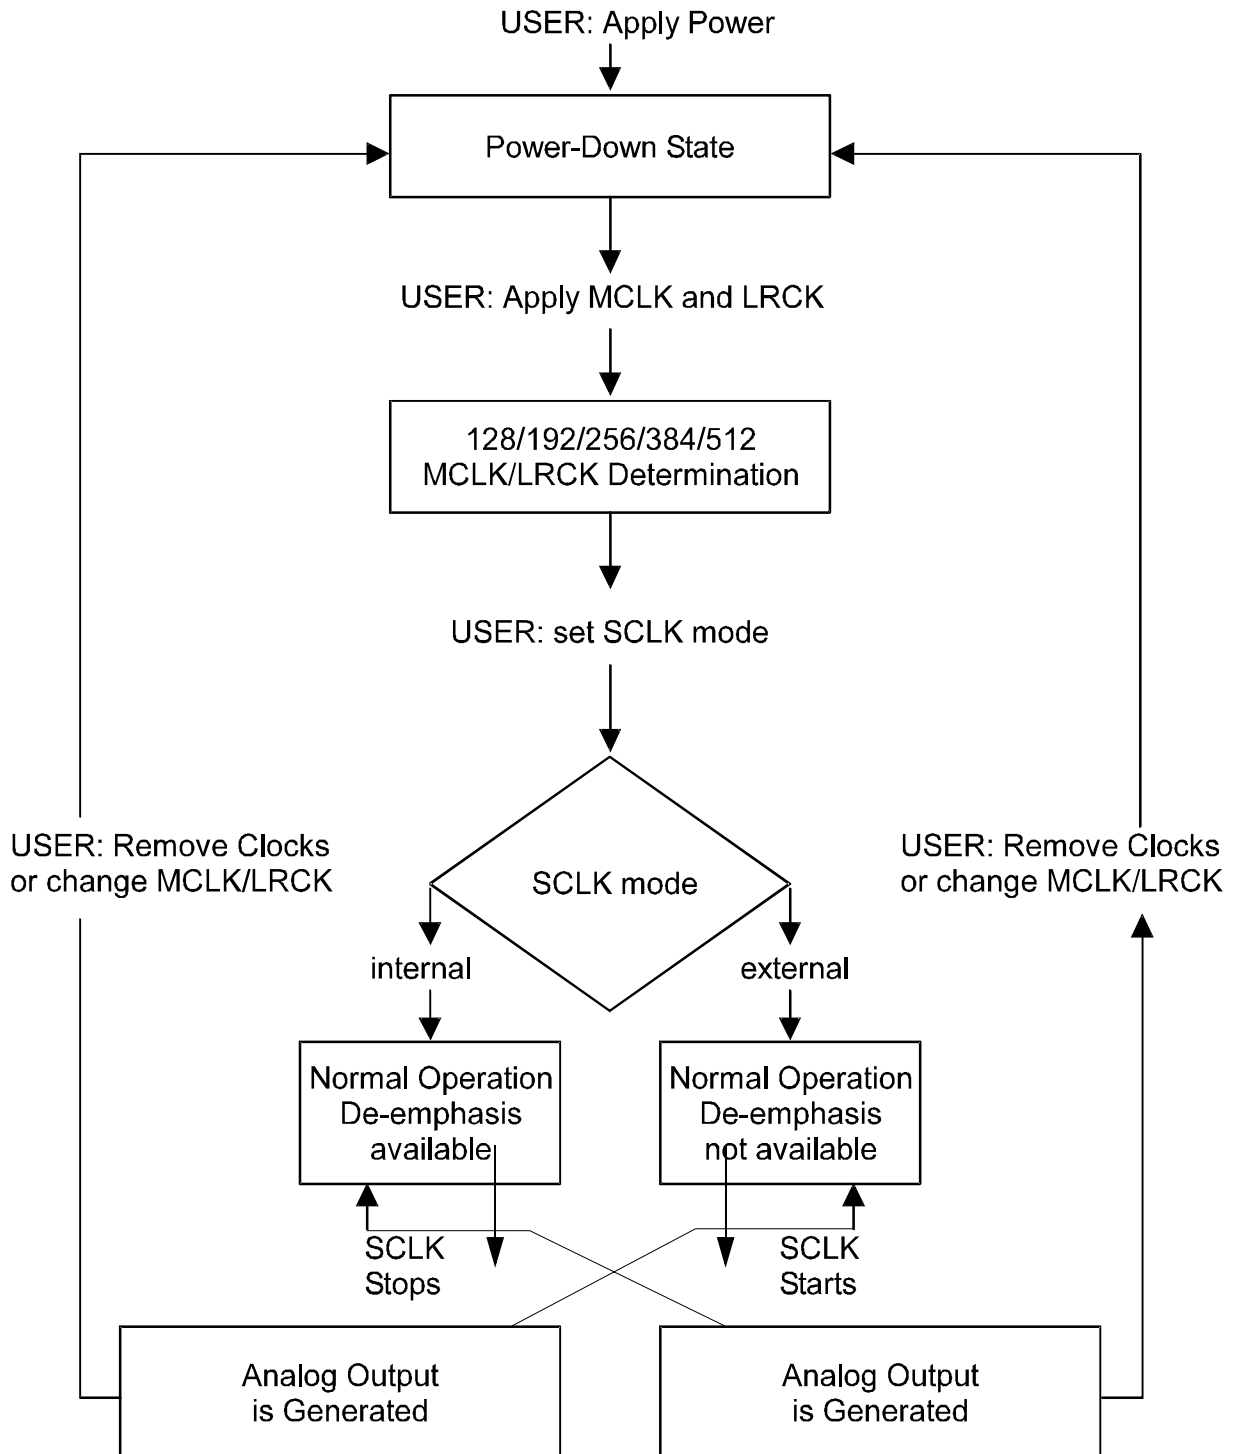 USER: Apply Power
Power-Down State
USER: Apply MCLK and LRCK
128/192/256/384/512
MCLK/LRCK Determination
USER: set SCLK mode
USER: Remove Clocks
or change MCLK/LRCK
SCLK mode
USER: Remove Clocks
or change MCLK/LRCK
internal
external
Normal Operation
De-emphasis
available
Normal Operation
De-emphasis
not available
SCLK
Stops
SCLK
Starts
Analog Output
is Generated
Analog Output
is Generated